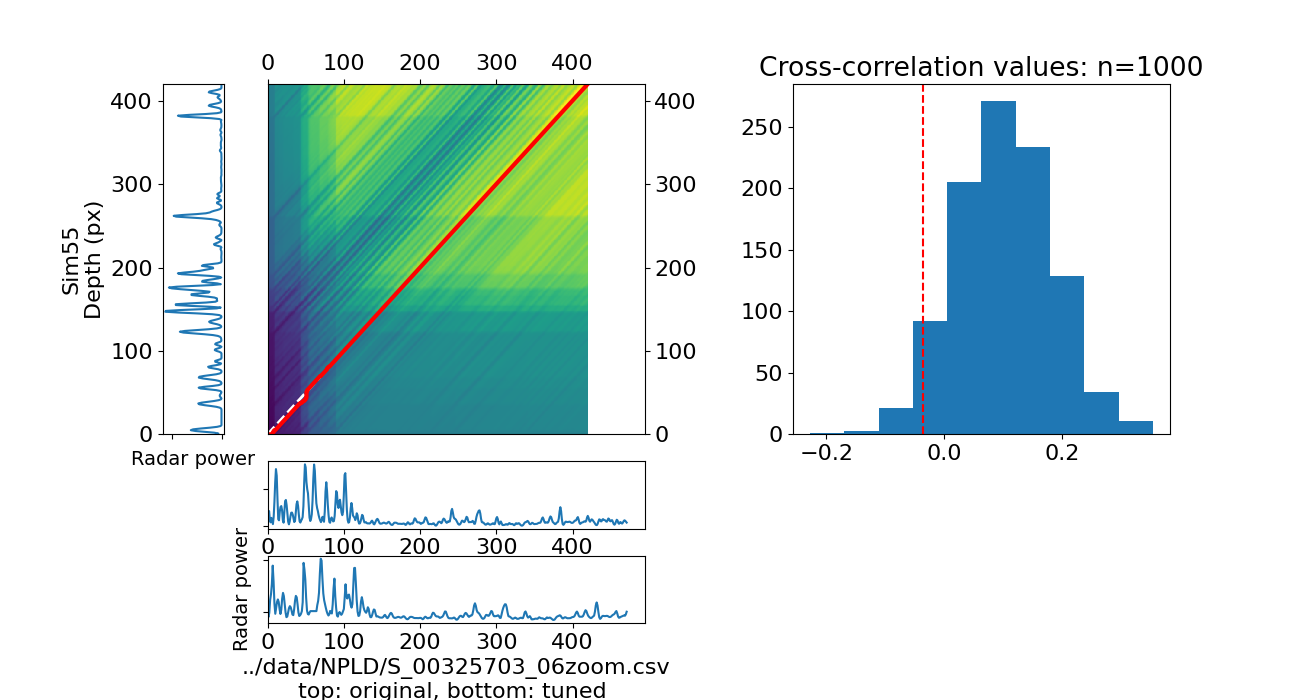 0 100 200 300 400
Cross-correlation values: n=1000
400
300
200
100
0
Sim55
Depth (px)
Radar power
400
300
200
100
0
250
200
150
100
50
0
−0.2 0.0 0.2
0 100 200 300 400
Radar power
0 100 200 300 400
../data/NPLD/S_00325703_06zoom.csv
top: original, bottom: tuned